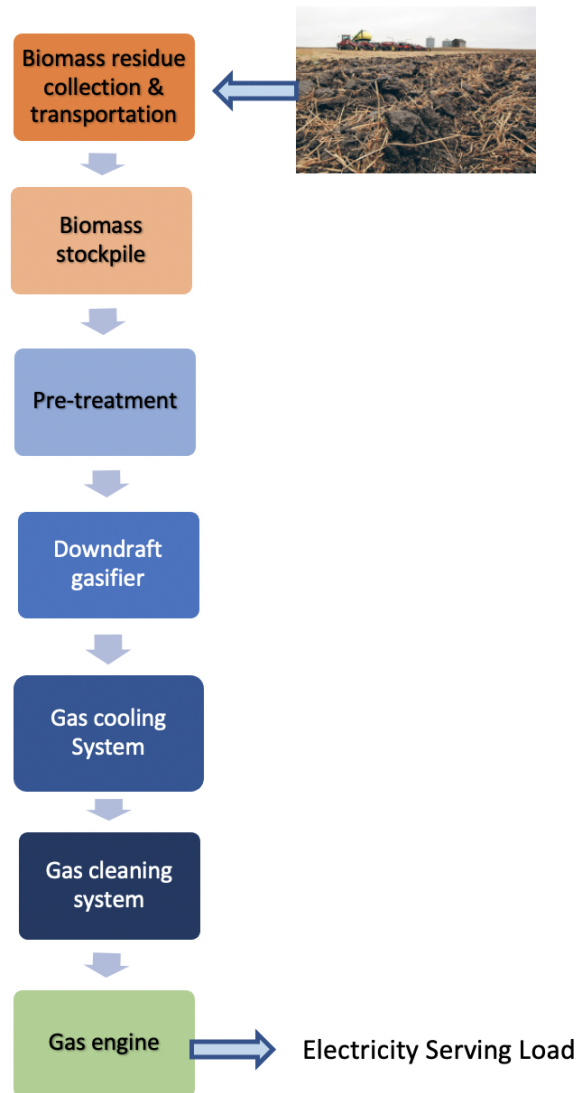 Biomass residue
collection &
transportation
Biomass
stockpile
Pre-treatment
Downdraft
gasifier
Gas cooling
System
Gas cleaning
system
Gas engine
Electricity Serving Load